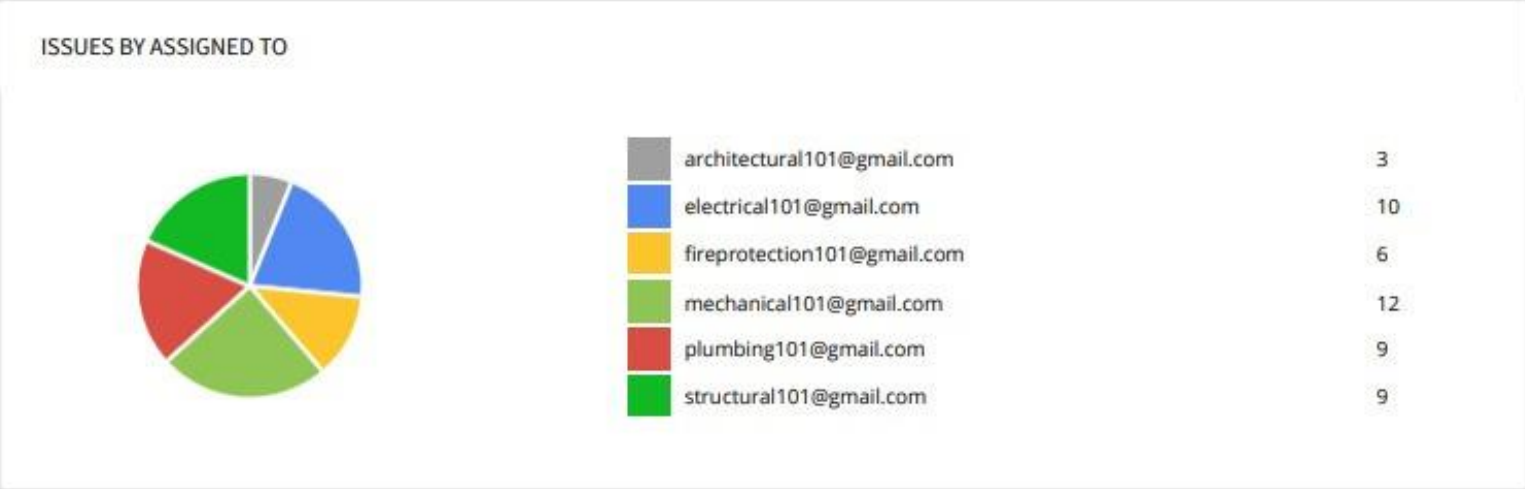 ISSUES BY ASSIGNED TO
architectural101@gmail.com 3
electrical101@gmail.com 10
fireprotection101@gmail.com 6
mechanical101@gmail.com 12
plumbing101@gmail.com 9
structural101@gmail.com 9